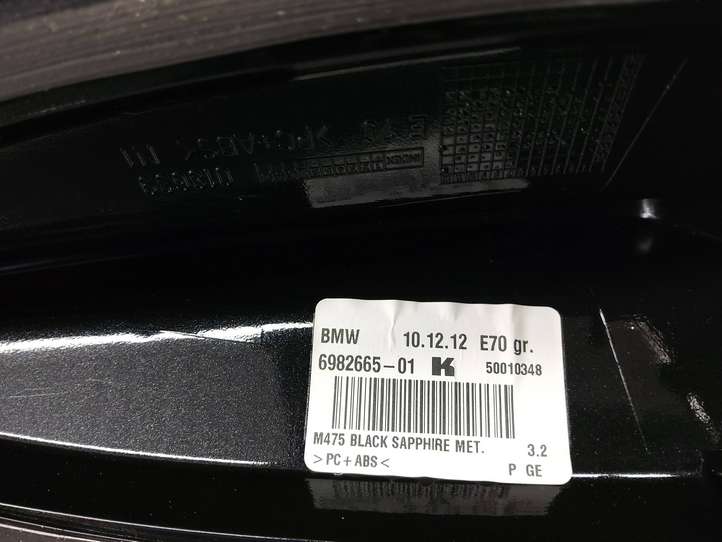 BMW 10.12.12 E70 gr.
6982665-01 K 50010348
M475 BLACK SAPPHIRE MET. 3.2
>PC+ABS< P GE